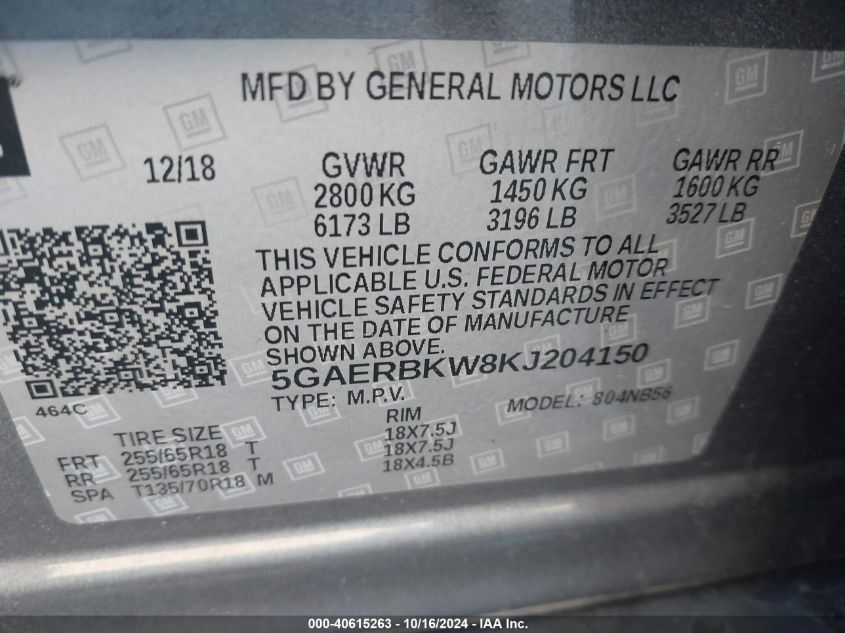 MFD BY GENERAL MOTORS LLC
12/18 GVWR GAWR FRT GAWR RR
2800 KG 1450 KG 1600 KG
6173 LB 3196 LB 3527 LB
THIS VEHICLE CONFORMS TO ALL
APPLICABLE U.S. FEDERAL MOTOR
VEHICLE SAFETY STANDARDS IN EFFECT
ON THE DATE OF MANUFACTURE
SHOWN ABOVE.
5GAERBKW8KJ204150
464C TYPE: M.P.V. MODEL: 804NB56
TIRE SIZE RIM
FRT 255/65R18 T 18X7.5J
RR 255/65R18 T 18X7.5J
SPA T135/70R18 M 18X4.5B
GM
000-40615263 - 10/16/2024 - IAAI Inc.